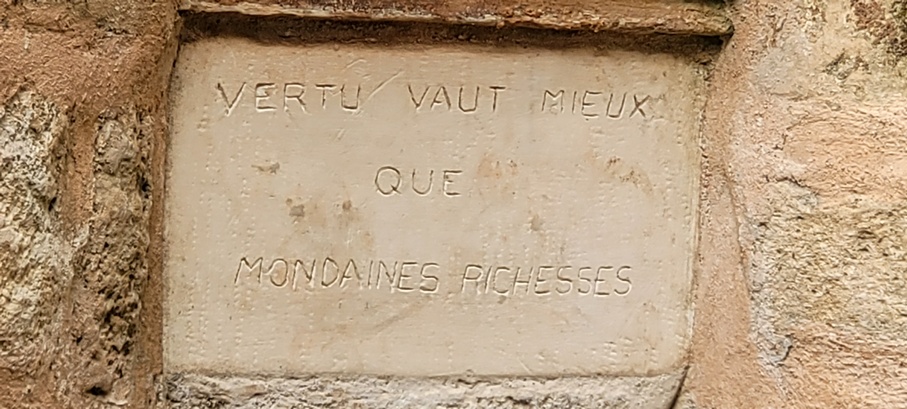 VERTU VAUT MIEUX
QUE
MONDAINES RICHESSES